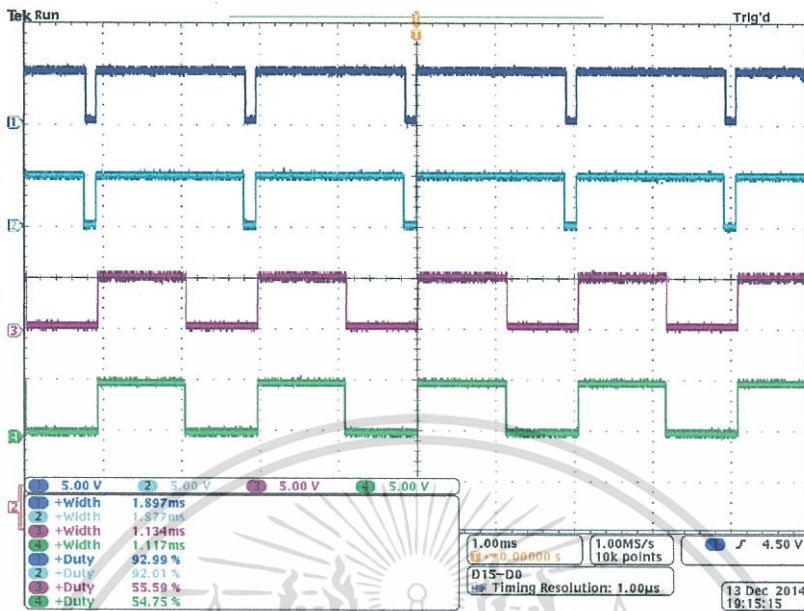 Tek Run Trig'd
T
1
2
3
4
2
1 5.00 V 2 5.00 V 3 5.00 V 4 5.00 V
1 +Width 1.897ms
2 +Width 1.877ms
3 +Width 1.134ms
4 +Width 1.117ms
1 +Duty 92.99 %
2 +Duty 92.01 %
3 +Duty 55.59 %
4 +Duty 54.75 %
1.00ms 1.00MS/s 1 4.50 V
T 0.00000 s 10k points
D15-D0
Timing Resolution: 1.00µs
13 Dec 2014
19:15:15